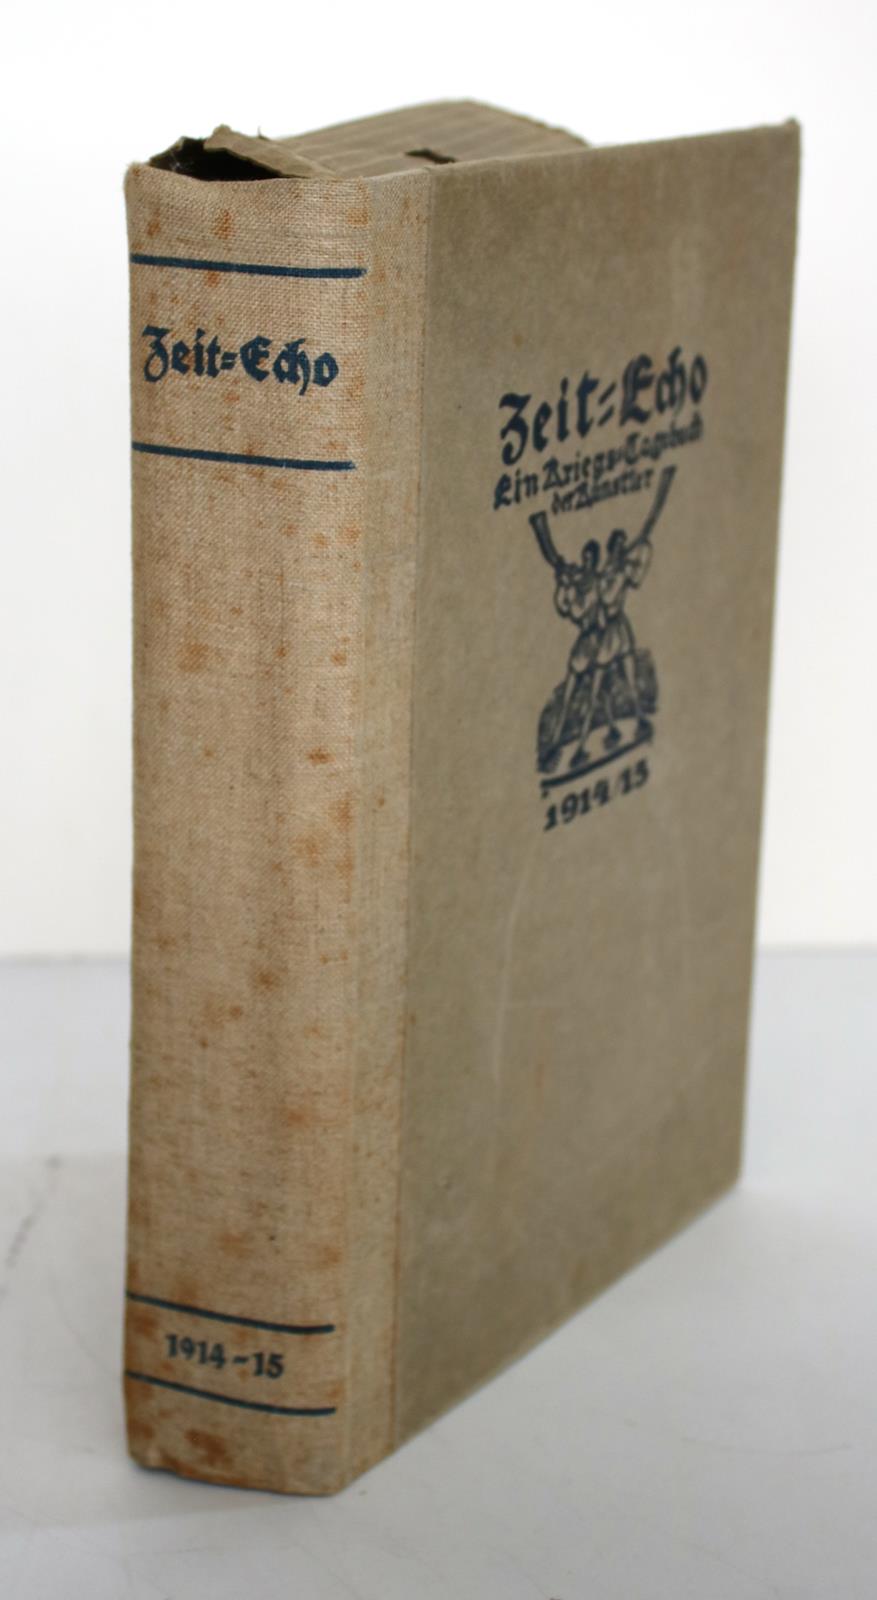 Zeit=Echo
1914-15
Zeit=Echo
Ein Kriegs=Tagebuch
der Künstler
1914/15